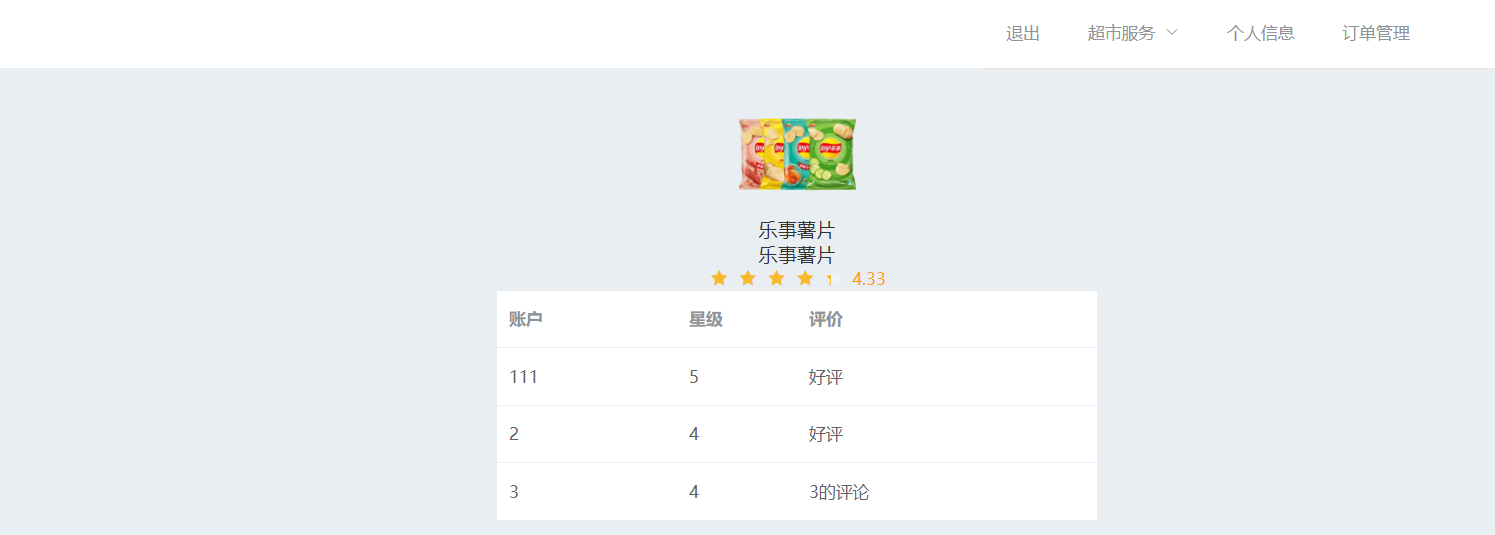 退出 超市服务 个人信息 订单管理
乐事薯片
乐事薯片
4.33
账户 星级 评价
111 5 好评
2 4 好评
3 4 3的评论